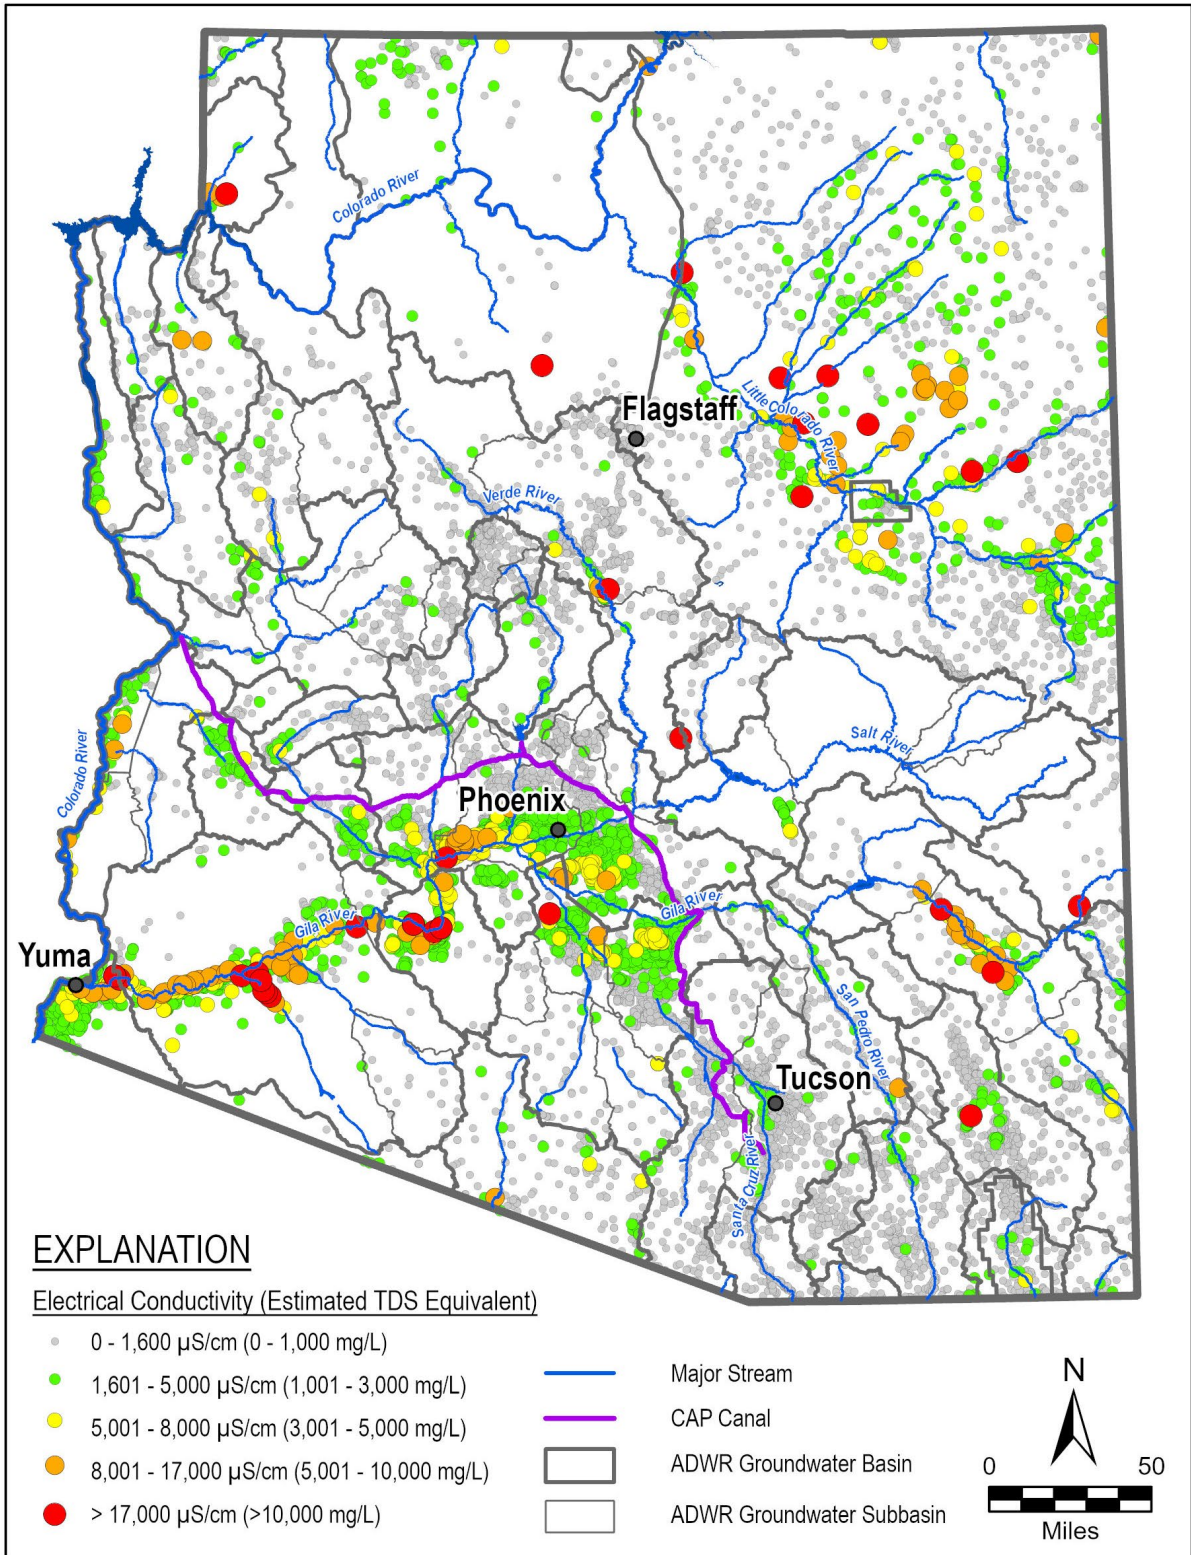 Colorado River
Little Colorado River
Flagstaff
Verde River
Salt River
Colorado River
Phoenix
Gila River
Gila River
Yuma
San Pedro River
Tucson
Santa Cruz River
EXPLANATION
Electrical Conductivity (Estimated TDS Equivalent)
0 - 1,600 µS/cm (0 - 1,000 mg/L)
1,601 - 5,000 µS/cm (1,001 - 3,000 mg/L)
5,001 - 8,000 µS/cm (3,001 - 5,000 mg/L)
8,001 - 17,000 µS/cm (5,001 - 10,000 mg/L)
> 17,000 µS/cm (>10,000 mg/L)
Major Stream
CAP Canal
ADWR Groundwater Basin
ADWR Groundwater Subbasin
N
0 50
Miles